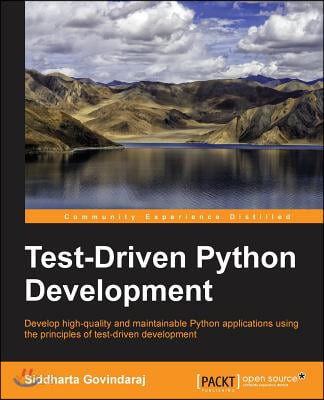 Community Experience Distilled
Test-Driven Python
Development
Develop high-quality and maintainable Python applications using
the principles of test-driven development
Siddharta Govindaraj
[PACKT] open source*
PUBLISHING